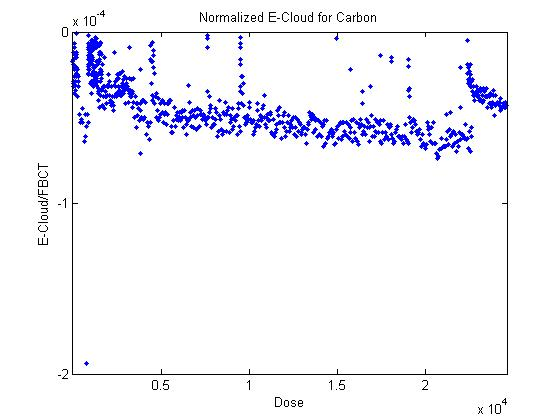 Normalized E-Cloud for Carbon
x 10^-4
0
-1
-2
E-Cloud/FBCT
0.5 1 1.5 2
Dose
x 10^4